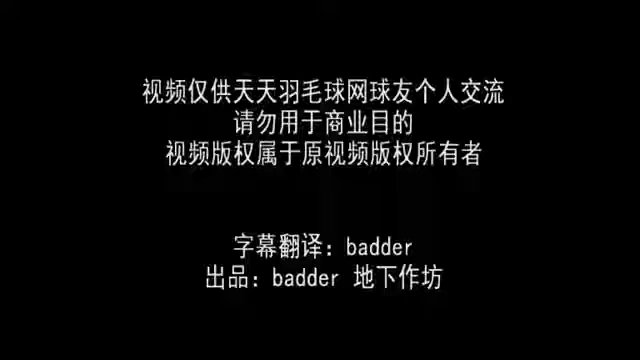 视频仅供天天羽毛球网球友个人交流
请勿用于商业目的
视频版权属于原视频版权所有者
字幕翻译：badder
出品：badder 地下作坊